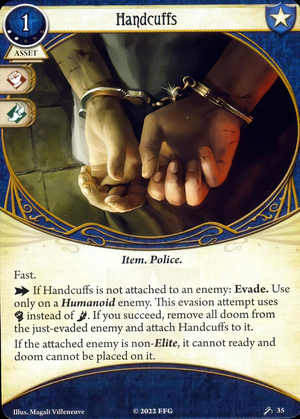 Handcuffs
1
ASSET
Item. Police.
Fast.
If Handcuffs is not attached to an enemy: Evade. Use
only on a Humanoid enemy. This evasion attempt uses
instead of . If you succeed, remove all doom from
the just-evaded enemy and attach Handcuffs to it.
If the attached enemy is non-Elite, it cannot ready and
doom cannot be placed on it.
Illus. Magali Villeneuve
© 2022 FFG
35